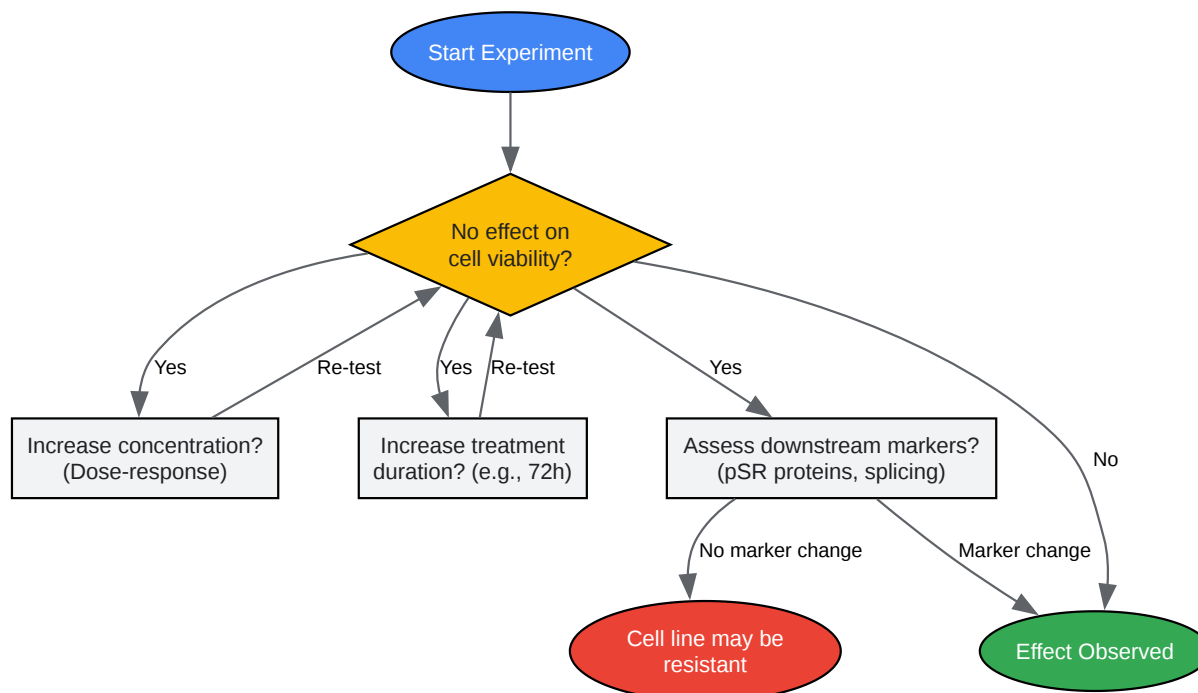 Start Experiment
No effect on
cell viability?
Yes
Re-test
Yes
Re-test
Yes
No
Increase concentration?
(Dose-response)
Increase treatment
duration? (e.g., 72h)
Assess downstream markers?
(pSR proteins, splicing)
No marker change
Marker change
Cell line may be
resistant
Effect Observed